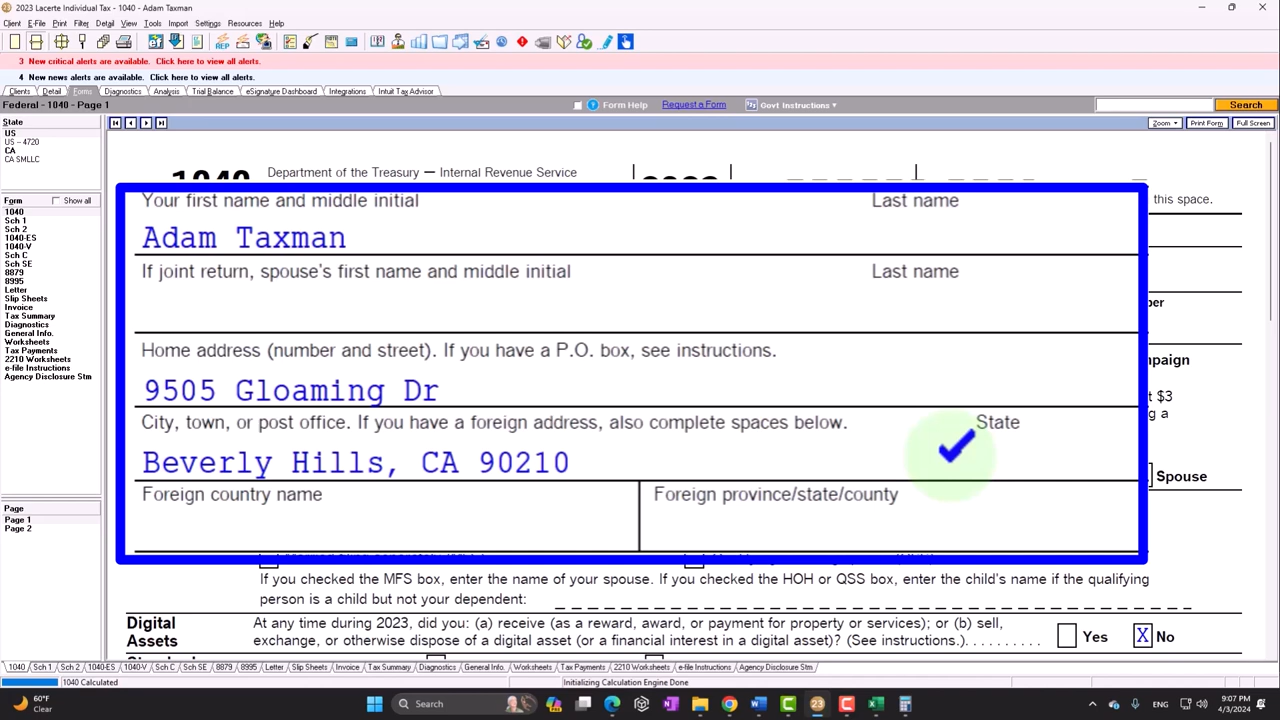 2023 Lacerte Individual Tax - 1040 - Adam Taxman
Client E-File Print Filter Detail View Tools Import Settings Resources Help
3 New critical alerts are available. Click here to view all alerts.
4 New news alerts are available. Click here to view all alerts.
Clients Detail Forms Diagnostics Analysis Trial Balance eSignature Dashboard Integrations Intuit Tax Advisor
Federal - 1040 - Page 1
Form Help Request a Form Govt Instructions Search
State
US
US – 4720
CA
CA SMLLC
Form Show all
1040
Sch 1
Sch 2
1040-ES
1040-V
Sch C
Sch SE
8879
8995
Letter
Slip Sheets
Invoice
Tax Summary
Diagnostics
General Info.
Worksheets
Tax Payments
2210 Worksheets
e-file Instructions
Agency Disclosure Stm
Page
Page 1
Page 2
Zoom Print Form Full Screen
1040 Department of the Treasury — Internal Revenue Service
this space.
Your first name and middle initial Last name
Adam Taxman
If joint return, spouse's first name and middle initial Last name
Home address (number and street). If you have a P.O. box, see instructions.
9505 Gloaming Dr
City, town, or post office. If you have a foreign address, also complete spaces below. State
Beverly Hills, CA 90210
Foreign country name Foreign province/state/county
Spouse
If you checked the MFS box, enter the name of your spouse. If you checked the HOH or QSS box, enter the child's name if the qualifying
person is a child but not your dependent:
Digital Assets At any time during 2023, did you: (a) receive (as a reward, award, or payment for property or services); or (b) sell,
exchange, or otherwise dispose of a digital asset (or a financial interest in a digital asset)? (See instructions.) Yes X No
1040 Sch 1 Sch 2 1040-ES 1040-V Sch C Sch SE 8879 8995 Letter Slip Sheets Invoice Tax Summary Diagnostics General Info. Worksheets Tax Payments 2210 Worksheets e-file Instructions Agency Disclosure Stm
1040 Calculated Initializing Calculation Engine Done
60°F
Clear
Search
23
ENG
9:07 PM
4/3/2024